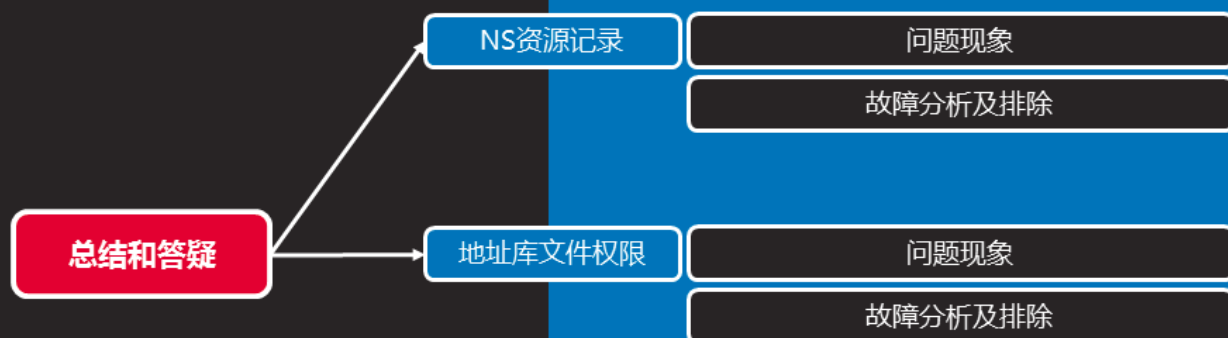 NS资源记录
问题现象
故障分析及排除
总结和答疑
地址库文件权限
问题现象
故障分析及排除